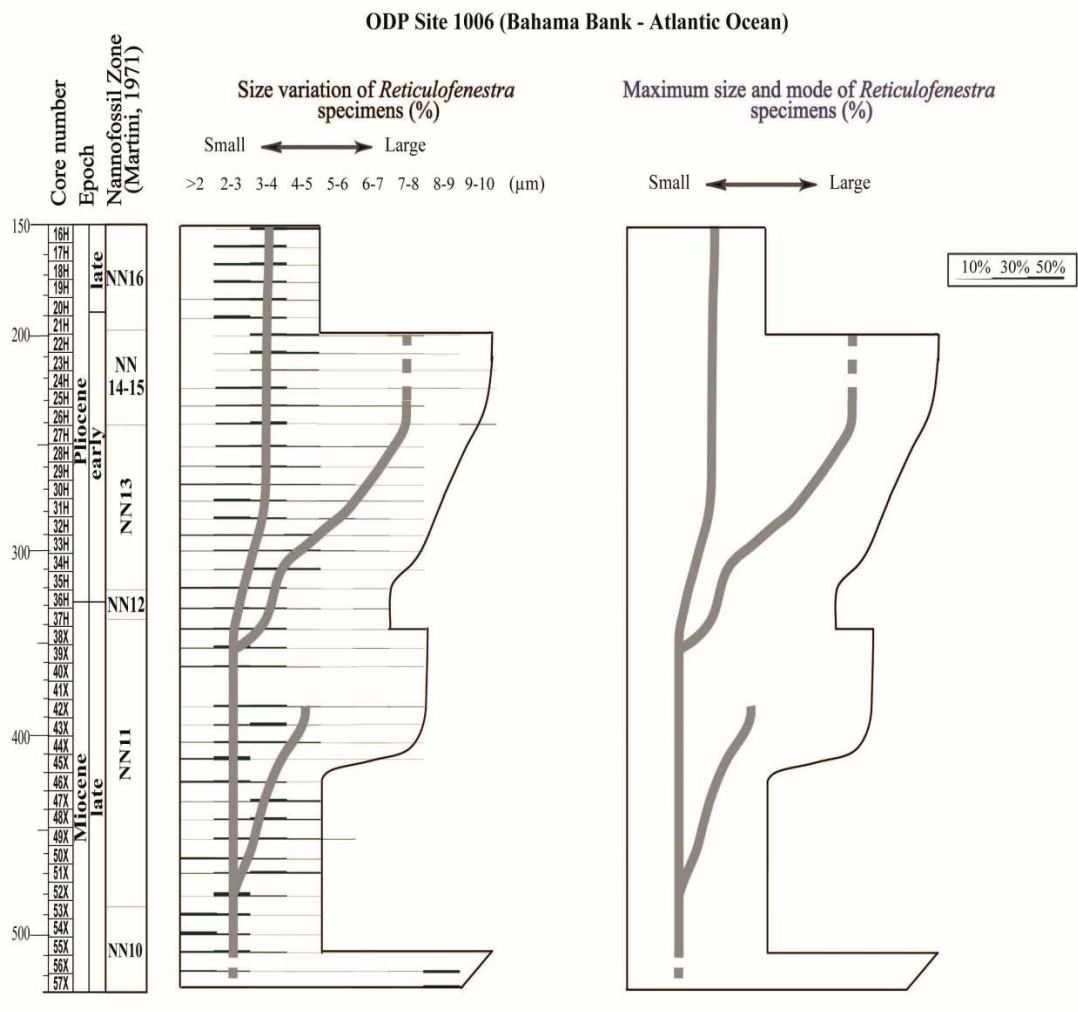 ODP Site 1006 (Bahama Bank - Atlantic Ocean)
Core number
Epoch
Nannofossil Zone
(Martini, 1971)
Size variation of Reticulofenestra
specimens (%)
Small Large
>2 2-3 3-4 4-5 5-6 6-7 7-8 8-9 9-10 (µm)
Maximum size and mode of Reticulofenestra
specimens (%)
Small Large
10% 30% 50%
150
200
300
400
500
16H
17H
18H
19H
20H
21H
22H
23H
24H
25H
26H
27H
28H
29H
30H
31H
32H
33H
34H
35H
36H
37H
38X
39X
40X
41X
42X
43X
44X
45X
46X
47X
48X
49X
50X
51X
52X
53X
54X
55X
56X
57X
Pliocene
late
early
Miocene
late
NN16
NN
14-15
NN13
NN12
NN11
NN10